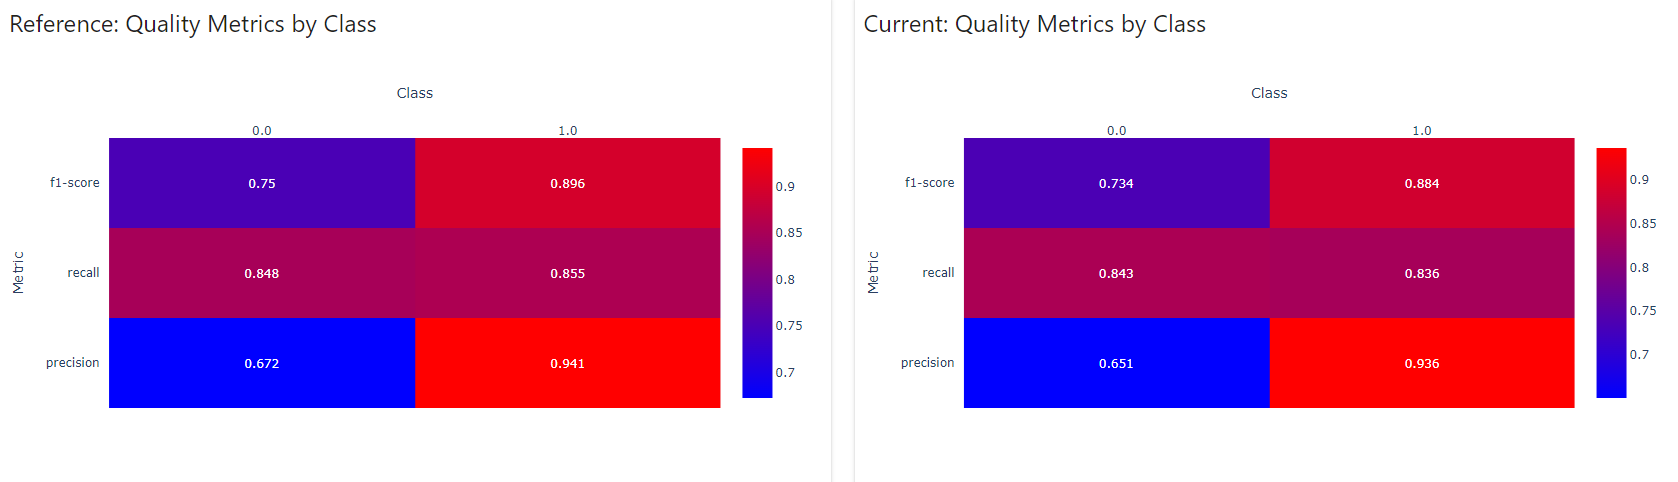 Reference: Quality Metrics by Class
Class
0.0 1.0
f1-score 0.75 0.896
recall 0.848 0.855
precision 0.672 0.941
Metric
0.9
0.85
0.8
0.75
0.7
Current: Quality Metrics by Class
Class
0.0 1.0
f1-score 0.734 0.884
recall 0.843 0.836
precision 0.651 0.936
Metric
0.9
0.85
0.8
0.75
0.7